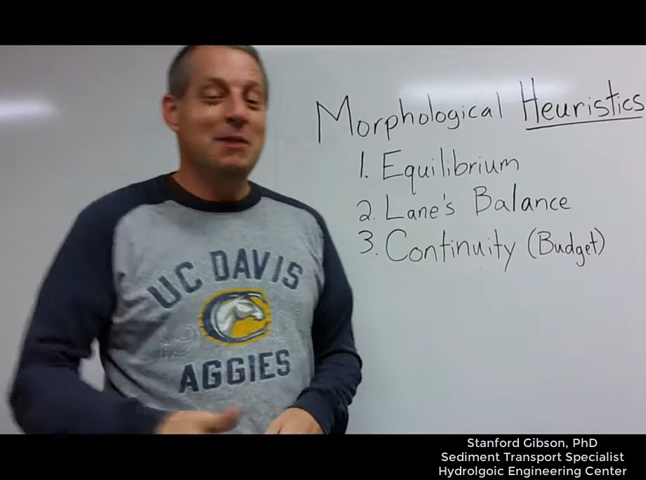 Morphological Heuristics
1. Equilibrium
2. Lane's Balance
3. Continuity (Budget)
UC DAVIS
AGGIES
Stanford Gibson, PhD
Sediment Transport Specialist
Hydrolgoic Engineering Center